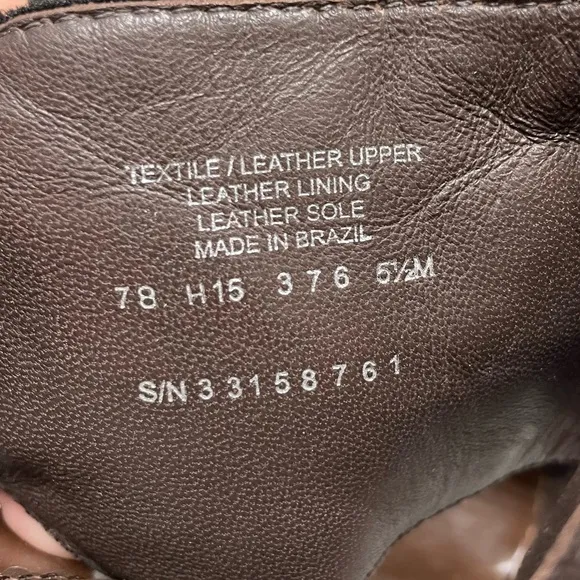 TEXTILE / LEATHER UPPER
LEATHER LINING
LEATHER SOLE
MADE IN BRAZIL
78 H15 376 5½M
S/N 33158761